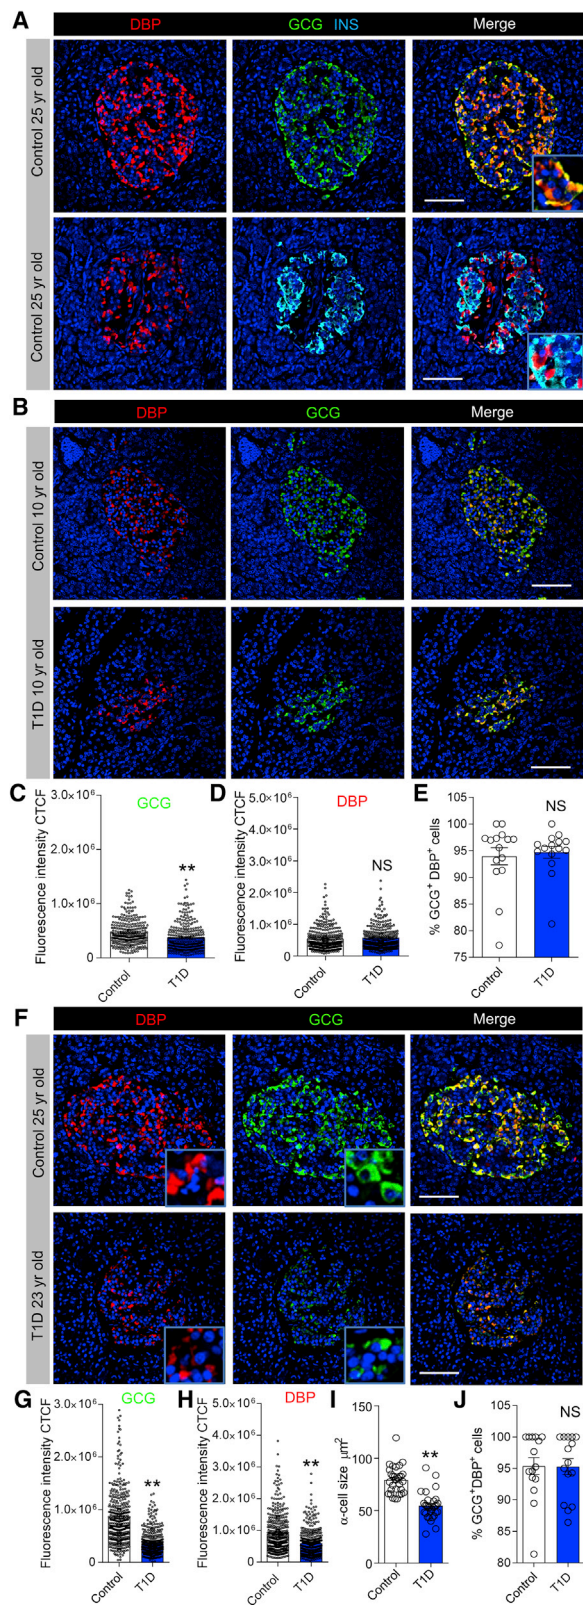 A
DBP
GCG INS
Merge
Control 25 yr old
Control 25 yr old
B
DBP
GCG
Merge
Control 10 yr old
T1D 10 yr old
C
GCG
Fluorescence intensity CTCF
3.0×10⁶
2.0×10⁶
1.0×10⁶
0
**
Control
T1D
D
DBP
Fluorescence intensity CTCF
5.0×10⁶
4.0×10⁶
3.0×10⁶
2.0×10⁶
1.0×10⁶
0
NS
Control
T1D
E
NS
% GCG⁺ DBP⁺ cells
105
100
95
90
85
80
75
Control
T1D
F
DBP
GCG
Merge
Control 25 yr old
T1D 23 yr old
G
GCG
Fluorescence intensity CTCF
3.0×10⁶
2.0×10⁶
1.0×10⁶
0
**
Control
T1D
H
DBP
Fluorescence intensity CTCF
5.0×10⁶
4.0×10⁶
3.0×10⁶
2.0×10⁶
1.0×10⁶
0
**
Control
T1D
I
α-cell size μm²
150
100
50
0
**
Control
T1D
J
NS
% GCG⁺DBP⁺ cells
105
100
95
90
85
80
Control
T1D